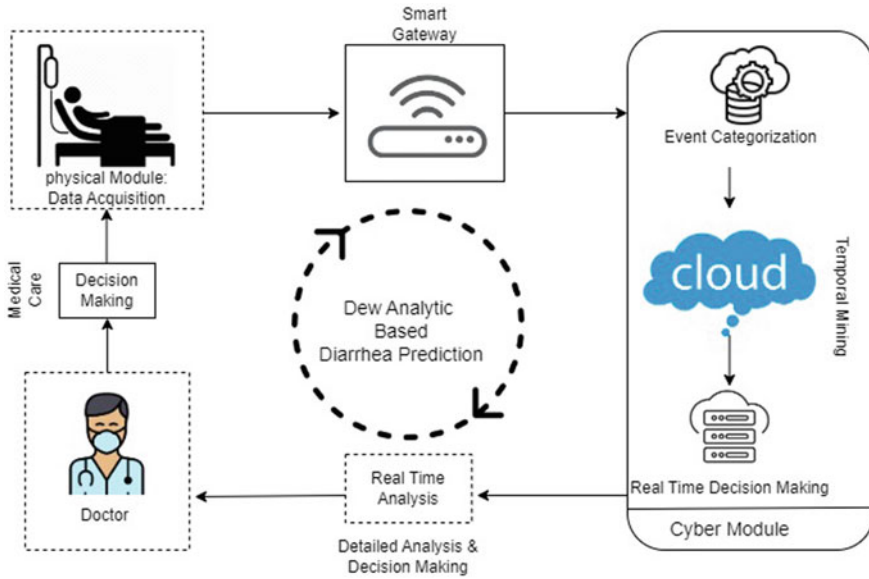 Smart
Gateway
physical Module:
Data Acquisition
Event Categorization
cloud
Temporal Mining
Real Time Decision Making
Cyber Module
Medical
Care
Decision
Making
Dew Analytic
Based
Diarrhea Prediction
Real Time
Analysis
Detailed Analysis &
Decision Making
Doctor